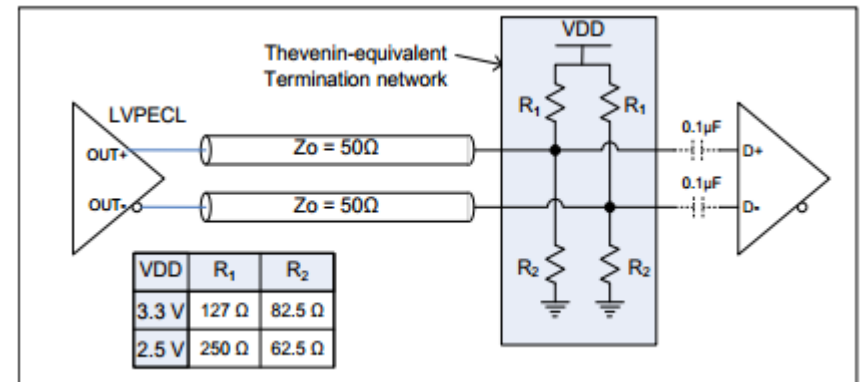 VDD
Thevenin-equivalent
Termination network
R₁
R₁
LVPECL
0.1µF
OUT+
Zo = 50Ω
D+
0.1µF
OUT-
Zo = 50Ω
D-
R₂
R₂
VDD R₁ R₂
3.3 V 127 Ω 82.5 Ω
2.5 V 250 Ω 62.5 Ω